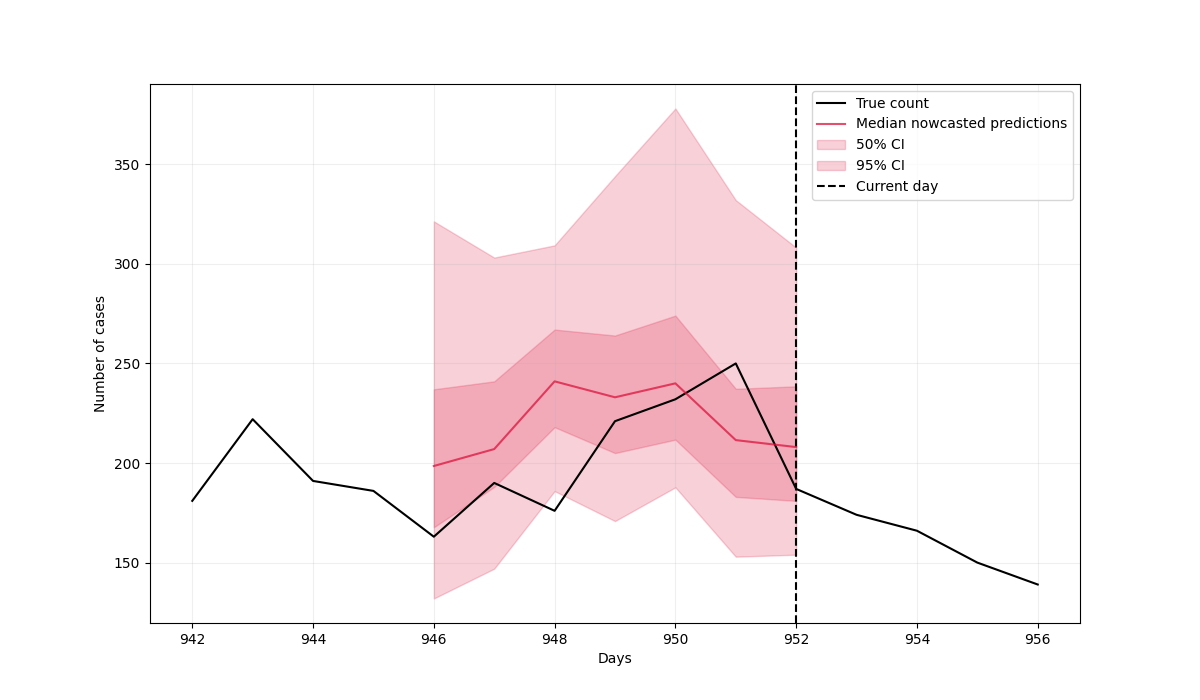 True count
Median nowcasted predictions
50% CI
95% CI
Current day
350
300
250
200
150
Number of cases
942 944 946 948 950 952 954 956
Days